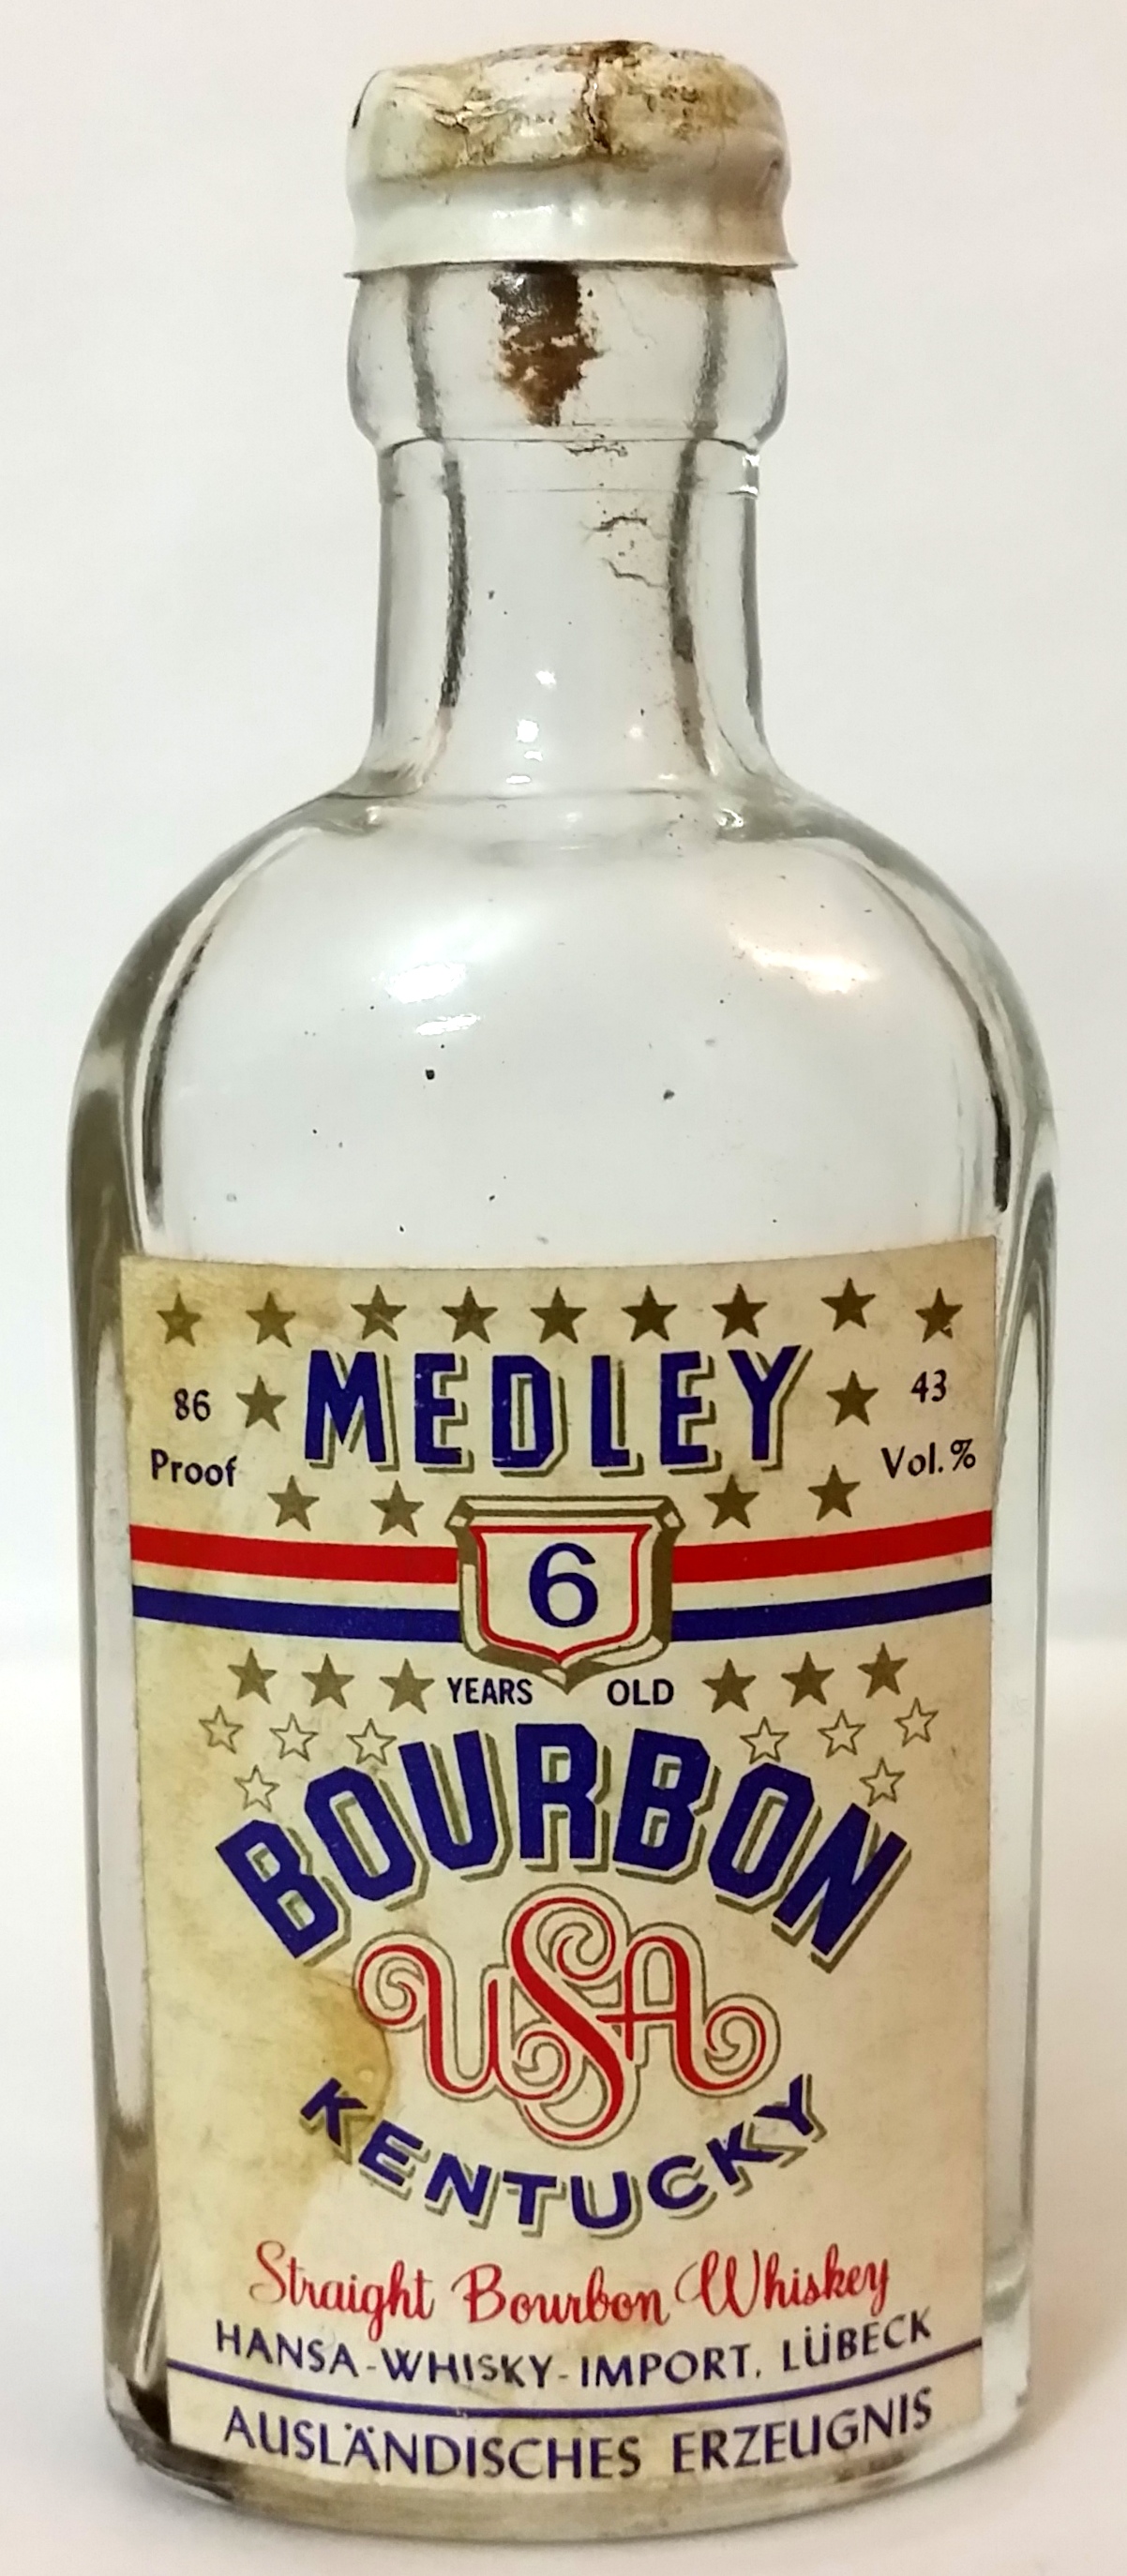 MEDLEY
86
Proof
43
Vol.%
6
YEARS OLD
BOURBON
USA
KENTUCKY
Straight Bourbon Whiskey
HANSA-WHISKY-IMPORT, LÜBECK
AUSLÄNDISCHES ERZEUGNIS